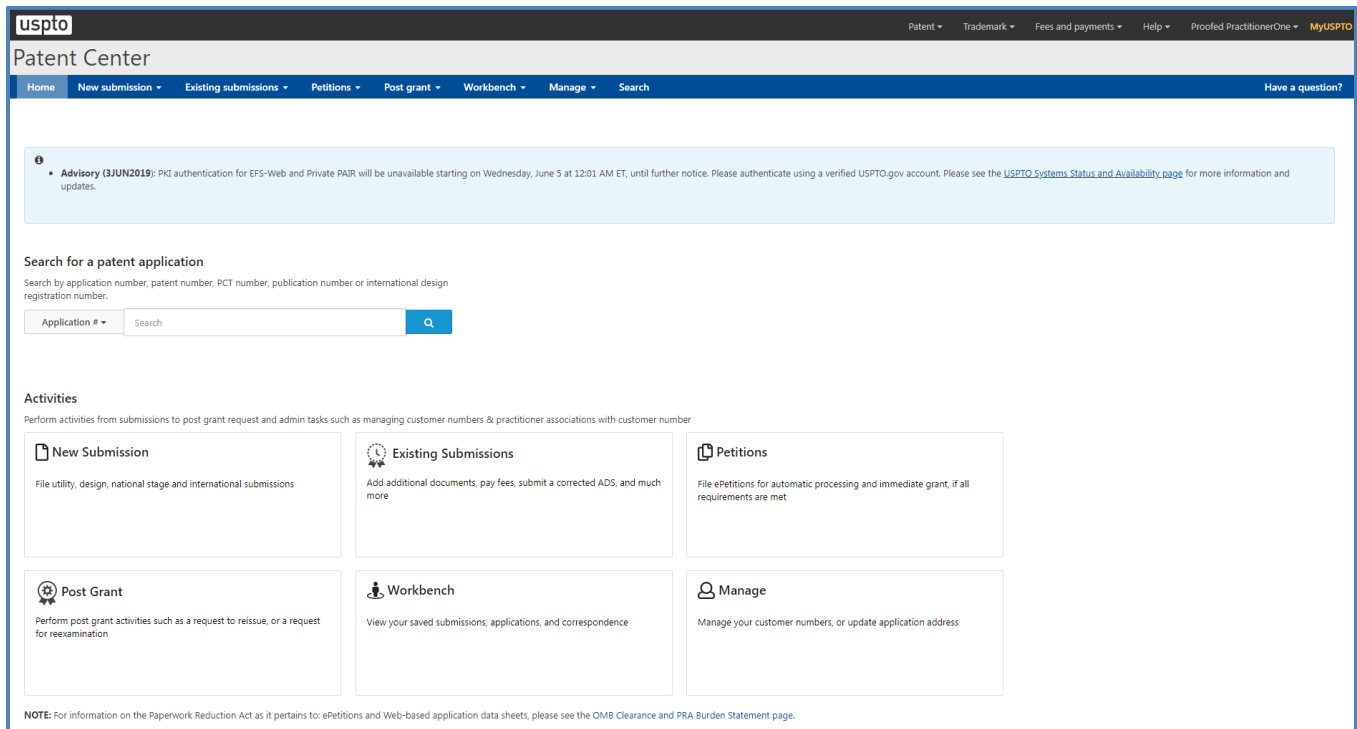 uspto
Patent Trademark Fees and payments Help Proofed PractitionerOne MyUSPTO
Patent Center
Home New submission Existing submissions Petitions Post grant Workbench Manage Search Have a question?
Advisory (3JUN2019): PKI authentication for EFS-Web and Private PAIR will be unavailable starting on Wednesday, June 5 at 12:01 AM ET, until further notice. Please authenticate using a verified USPTO.gov account. Please see the USPTO Systems Status and Availability page for more information and
updates.
Search for a patent application
Search by application number, patent number, PCT number, publication number or international design
registration number.
Application # Search
Activities
Perform activities from submissions to post grant request and admin tasks such as managing customer numbers & practitioner associations with customer number
New Submission
File utility, design, national stage and international submissions
Existing Submissions
Add additional documents, pay fees, submit a corrected ADS, and much
more
Petitions
File ePetitions for automatic processing and immediate grant, if all
requirements are met
Post Grant
Perform post grant activities such as a request to reissue, or a request
for reexamination
Workbench
View your saved submissions, applications, and correspondence
Manage
Manage your customer numbers, or update application address
NOTE: For information on the Paperwork Reduction Act as it pertains to: ePetitions and Web-based application data sheets, please see the OMB Clearance and PRA Burden Statement page.